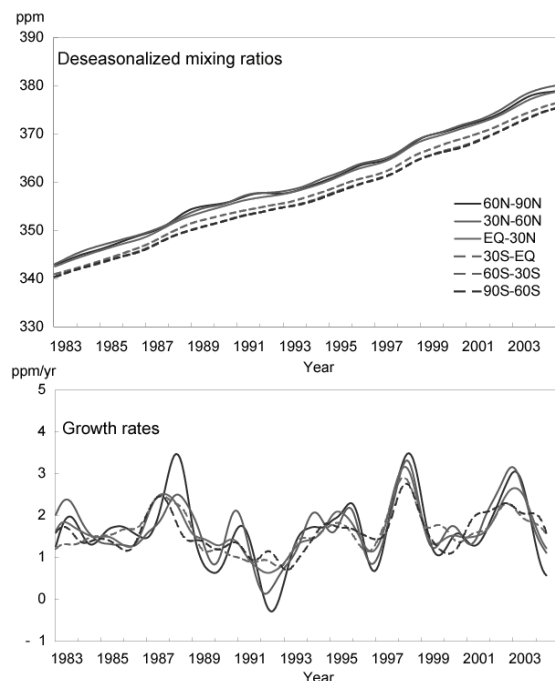 ppm
390
Deseasonalized mixing ratios
380
370
360
350
60N-90N
30N-60N
EQ-30N
340
30S-EQ
60S-30S
90S-60S
330
1983 1985 1987 1989 1991 1993 1995 1997 1999 2001 2003
Year
ppm/yr
5
Growth rates
4
3
2
1
0
- 1
1983 1985 1987 1989 1991 1993 1995 1997 1999 2001 2003
Year